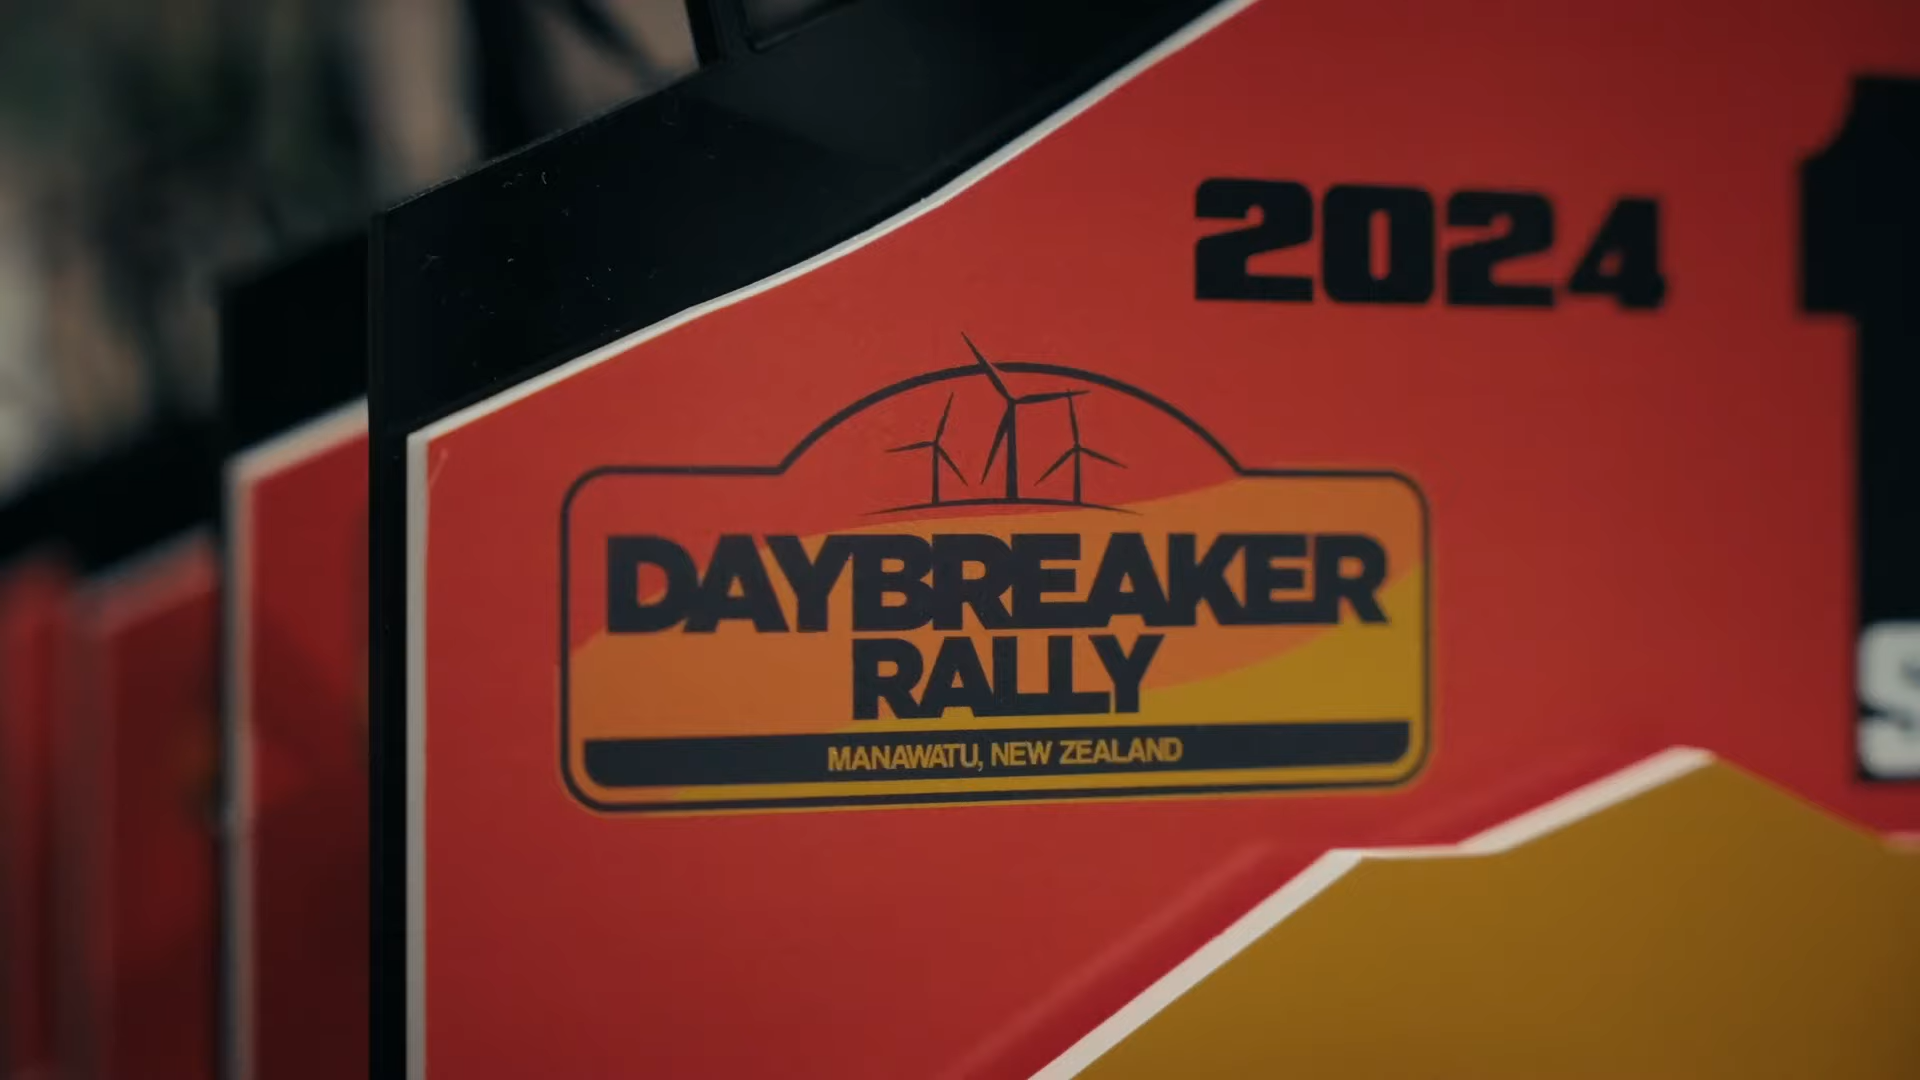 2024
DAYBREAKER
RALLY
MANAWATU, NEW ZEALAND